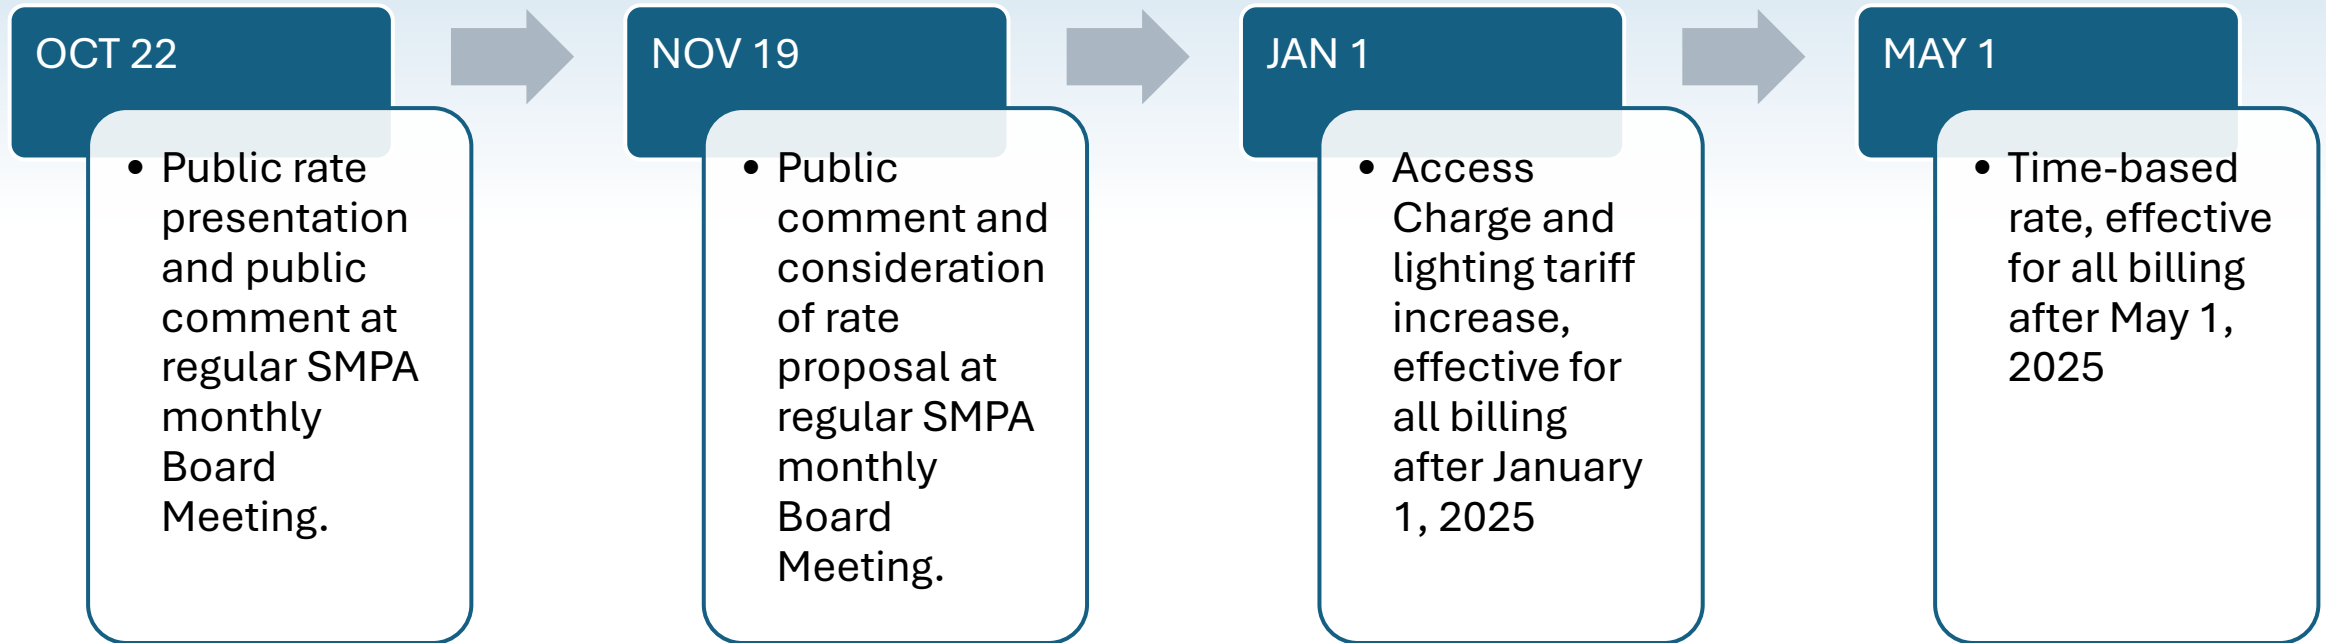 OCT 22
• Public rate
presentation
and public
comment at
regular SMPA
monthly
Board
Meeting.
NOV 19
• Public
comment and
consideration
of rate
proposal at
regular SMPA
monthly
Board
Meeting.
JAN 1
• Access
Charge and
lighting tariff
increase,
effective for
all billing
after January
1, 2025
MAY 1
• Time-based
rate, effective
for all billing
after May 1,
2025